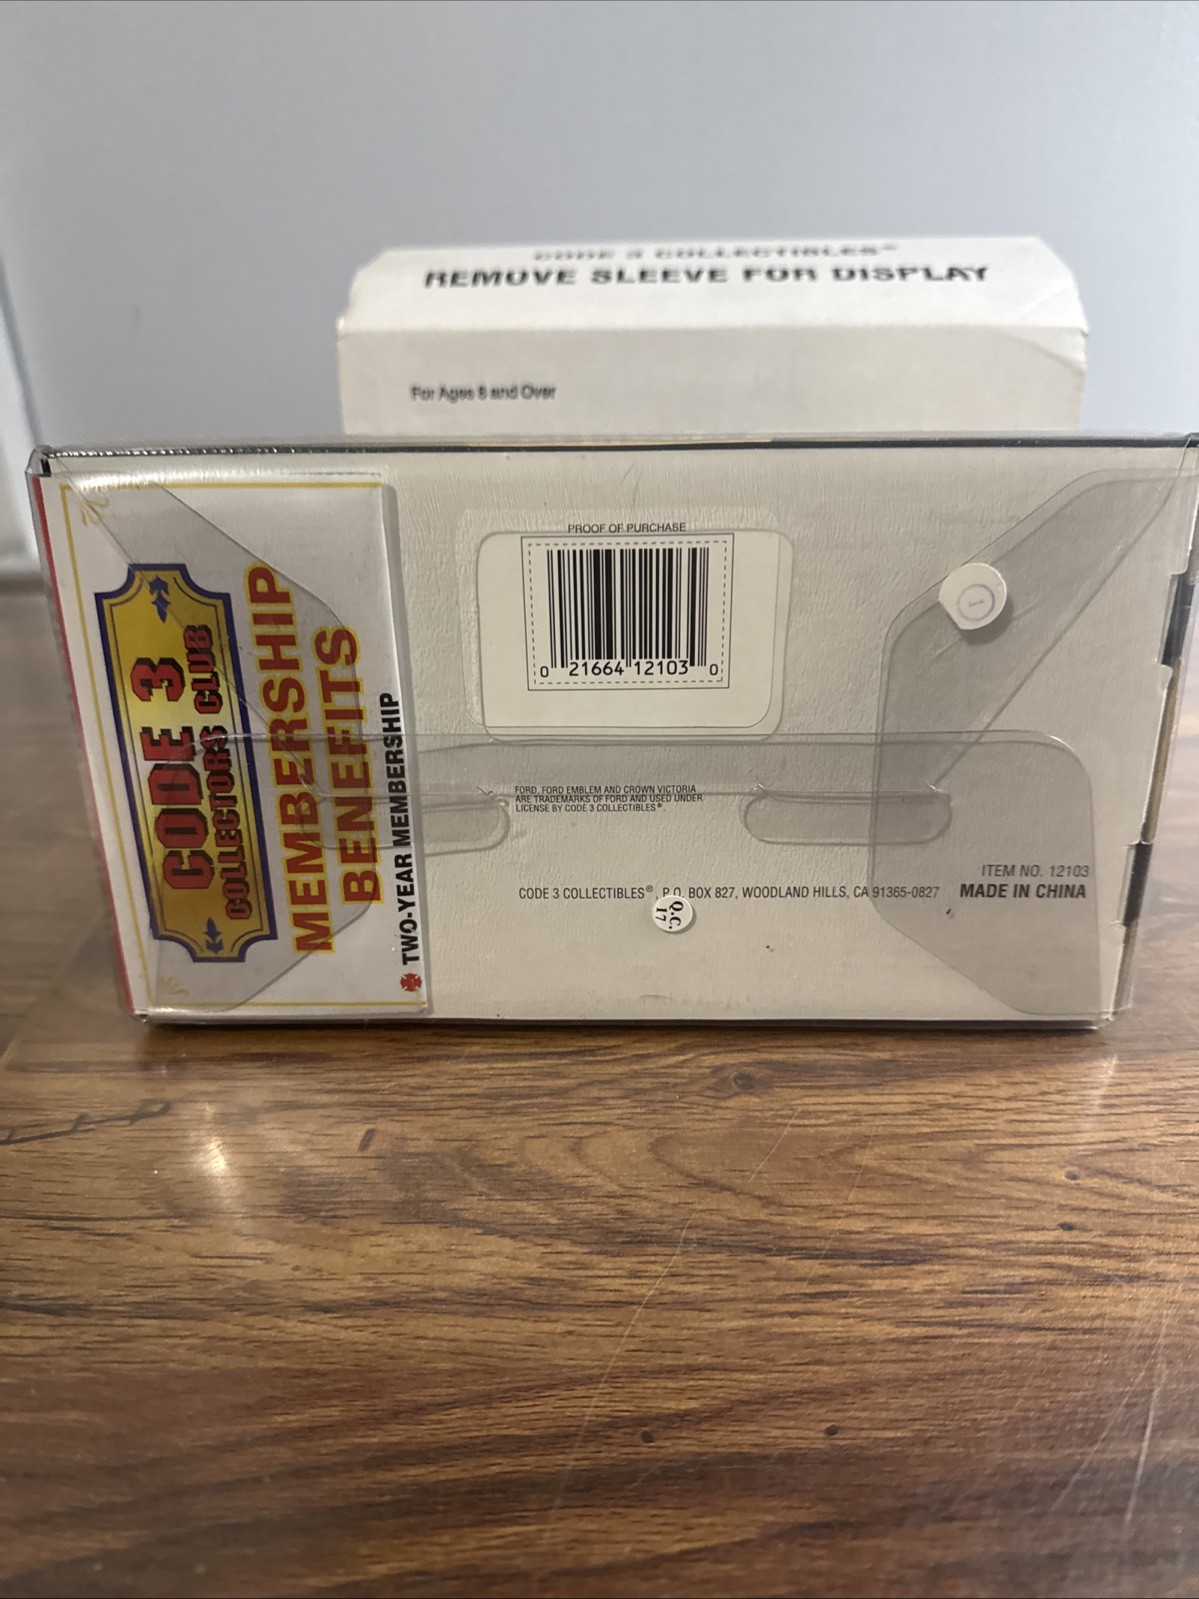 CODE 3 COLLECTIBLES™
REMOVE SLEEVE FOR DISPLAY
For Ages 8 and Over
CODE 3
COLLECTORS CLUB
MEMBERSHIP
BENEFITS
TWO-YEAR MEMBERSHIP
PROOF OF PURCHASE
0 21664 12103 0
1
FORD, FORD EMBLEM AND CROWN VICTORIA
ARE TRADEMARKS OF FORD AND USED UNDER
LICENSE BY CODE 3 COLLECTIBLES®.
ITEM NO. 12103
CODE 3 COLLECTIBLES®, P.O. BOX 827, WOODLAND HILLS, CA 91365-0827 MADE IN CHINA
Q.C.
17